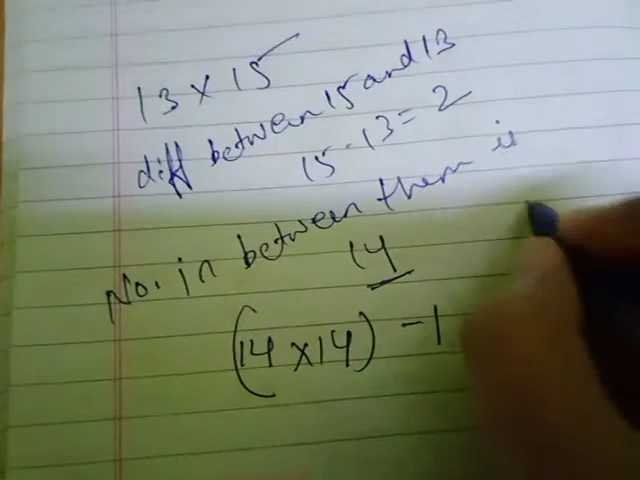 13 × 15
diff between 15 and 13
15 - 13 = 2
No. in between them is
14
(14 × 14) - 1